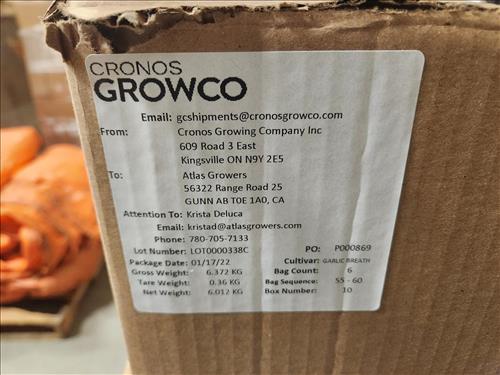 CRONOS
GROWCO
Email: gcshipments@cronosgrowco.com
From: Cronos Growing Company Inc
609 Road 3 East
Kingsville ON N9Y 2E5
To: Atlas Growers
56322 Range Road 25
GUNN AB T0E 1A0, CA
Attention To: Krista Deluca
Email: kristad@atlasgrowers.com
Phone: 780-705-7133
Lot Number: LOT0000338C PO: P000869
Package Date: 01/17/22 Cultivar: GARLIC BREATH
Gross Weight: 6.372 KG Bag Count: 6
Tare Weight: 0.36 KG Bag Sequence: 55 - 60
Net Weight: 6.012 KG Box Number: 10